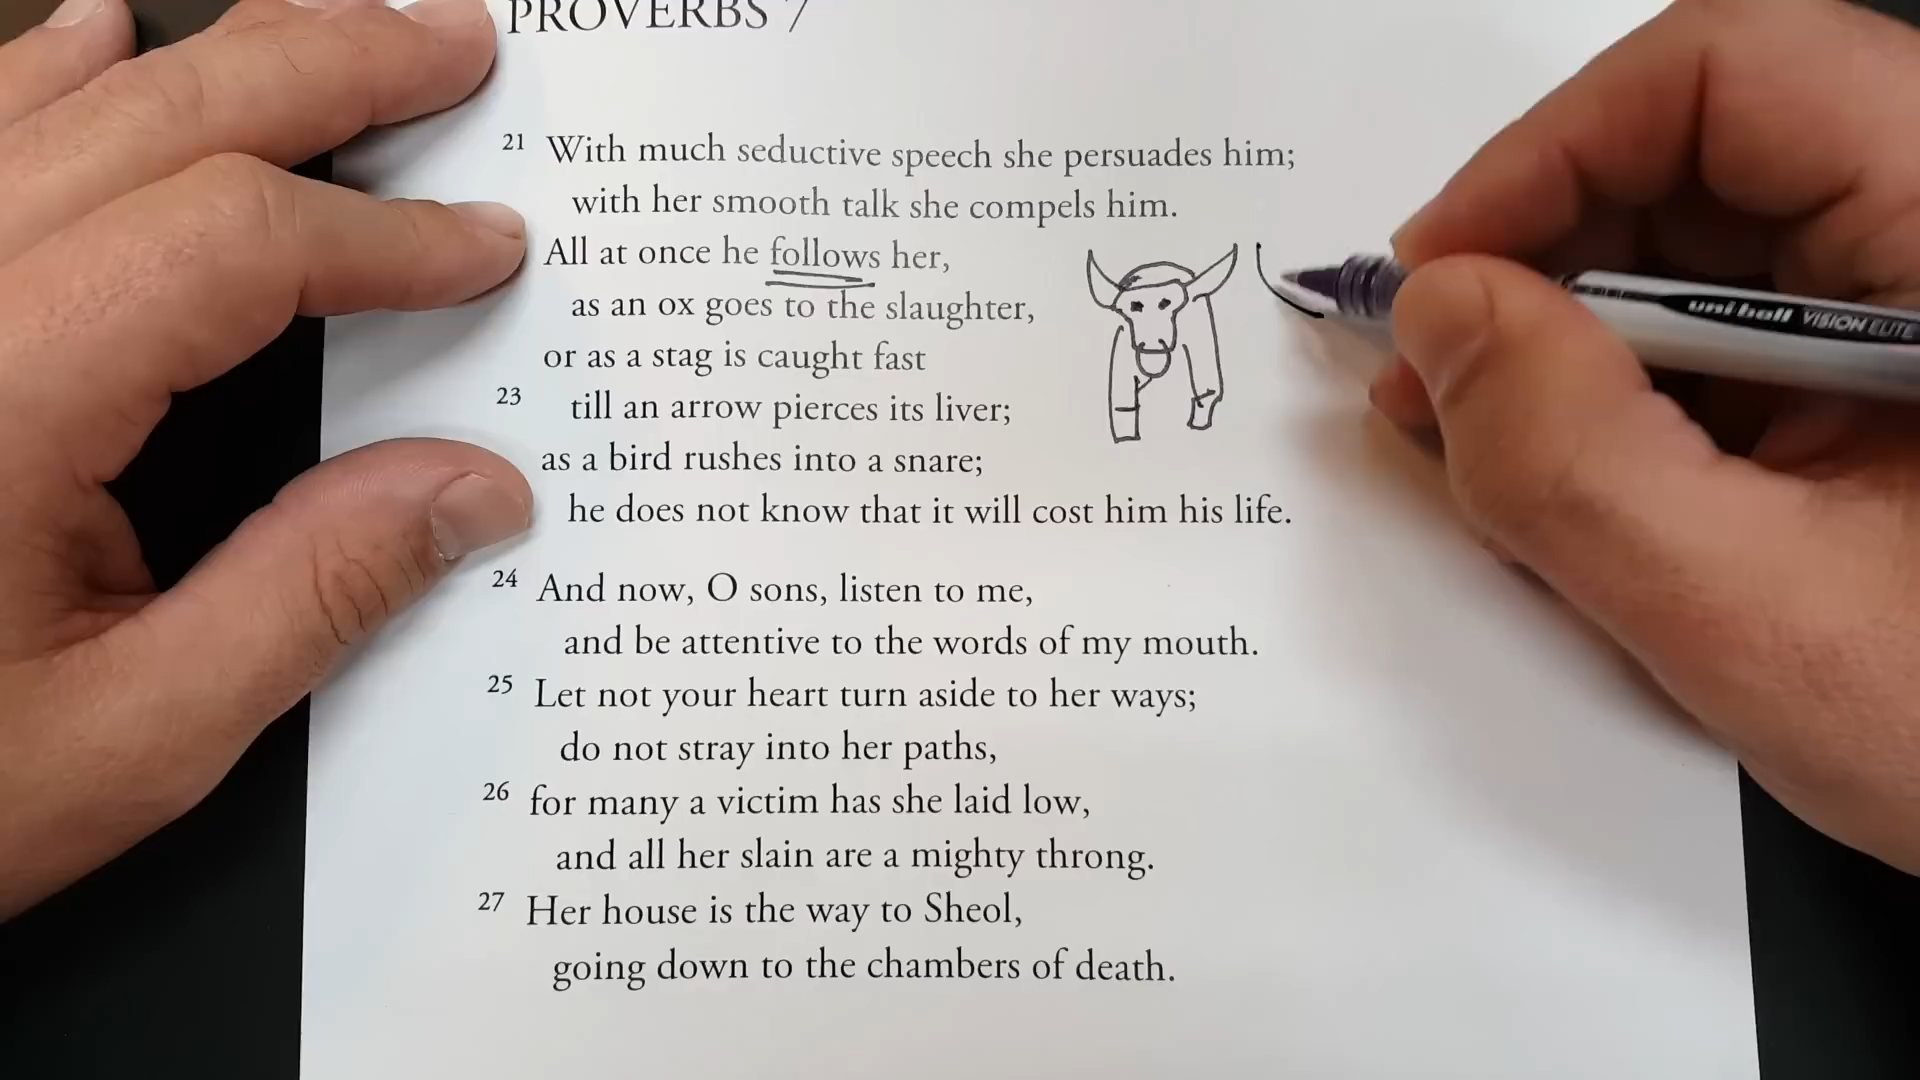 PROVERBS 7
21 With much seductive speech she persuades him;
with her smooth talk she compels him.
All at once he follows her,
as an ox goes to the slaughter,
or as a stag is caught fast
23 till an arrow pierces its liver;
as a bird rushes into a snare;
he does not know that it will cost him his life.
24 And now, O sons, listen to me,
and be attentive to the words of my mouth.
25 Let not your heart turn aside to her ways;
do not stray into her paths,
26 for many a victim has she laid low,
and all her slain are a mighty throng.
27 Her house is the way to Sheol,
going down to the chambers of death.
uni ball VISION ELITE